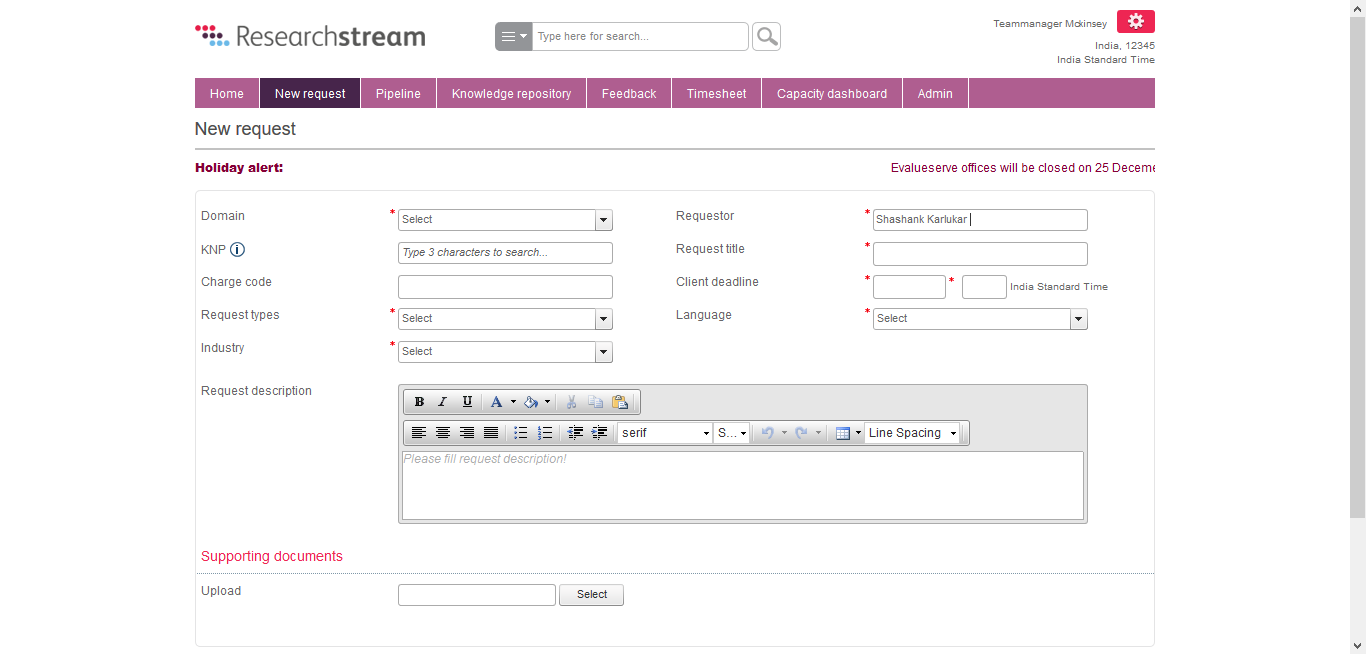 Researchstream
Type here for search...
Teammanager Mckinsey
India, 12345
India Standard Time
Home New request Pipeline Knowledge repository Feedback Timesheet Capacity dashboard Admin
New request
Holiday alert: Evalueserve offices will be closed on 25 Deceme
Domain * Select Requestor * Shashank Karlukar
KNP i Type 3 characters to search... Request title *
Charge code Client deadline * * India Standard Time
Request types * Select Language * Select
Industry * Select
Request description
B I U A
serif S... Line Spacing
Please fill request description!
Supporting documents
Upload Select